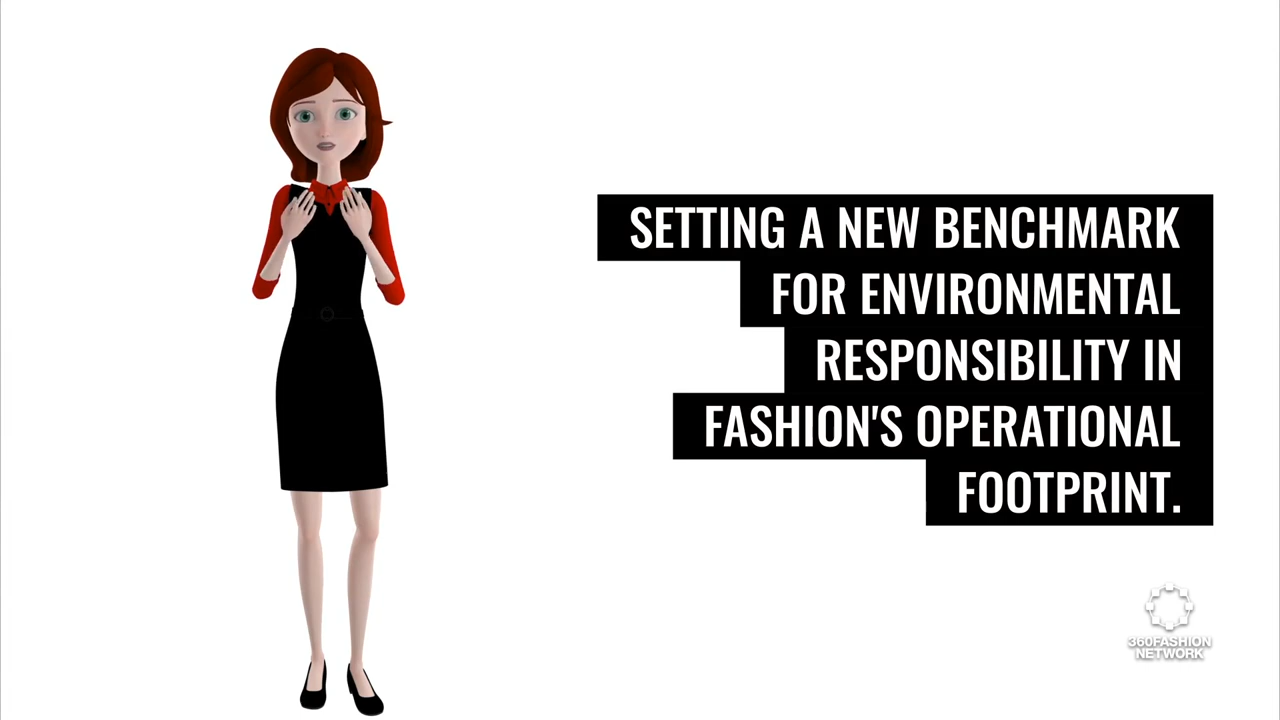 SETTING A NEW BENCHMARK
FOR ENVIRONMENTAL
RESPONSIBILITY IN
FASHION'S OPERATIONAL
FOOTPRINT.
360FASHION
NETWORK